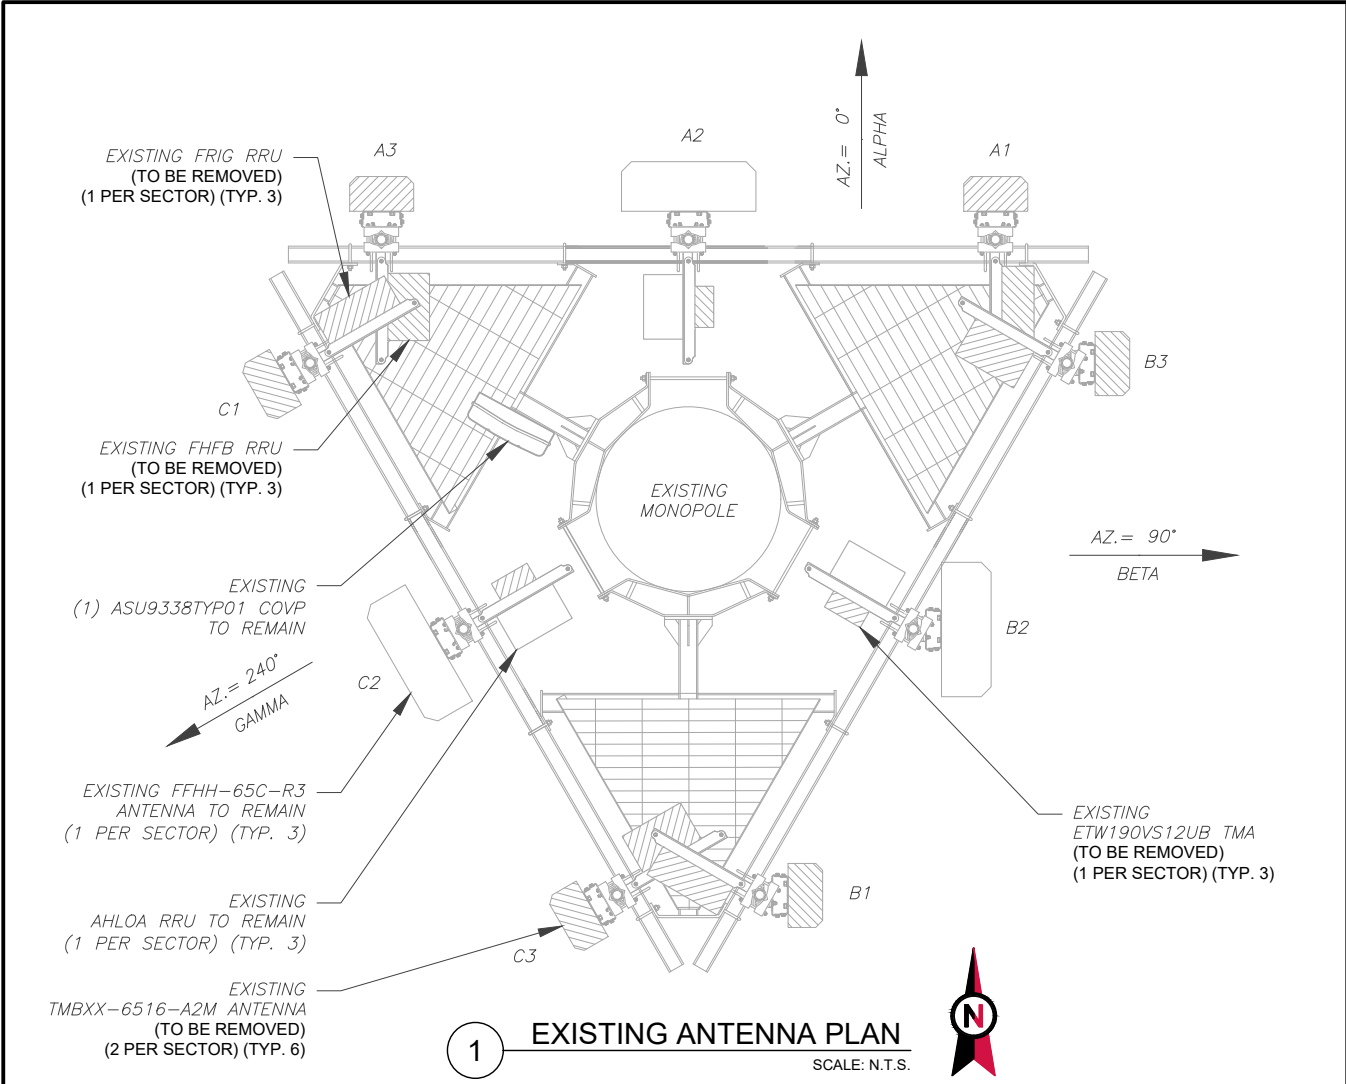 AZ.= 0°
ALPHA
A3
A2
A1
EXISTING FRIG RRU
(TO BE REMOVED)
(1 PER SECTOR) (TYP. 3)
B3
C1
EXISTING FHFB RRU
(TO BE REMOVED)
(1 PER SECTOR) (TYP. 3)
EXISTING
MONOPOLE
AZ.= 90°
BETA
EXISTING
(1) ASU9338TYP01 COVP
TO REMAIN
B2
AZ.= 240°
GAMMA
C2
EXISTING FFHH-65C-R3
ANTENNA TO REMAIN
(1 PER SECTOR) (TYP. 3)
EXISTING
ETW190VS12UB TMA
(TO BE REMOVED)
(1 PER SECTOR) (TYP. 3)
EXISTING
AHLOA RRU TO REMAIN
(1 PER SECTOR) (TYP. 3)
B1
C3
EXISTING
TMBXX-6516-A2M ANTENNA
(TO BE REMOVED)
(2 PER SECTOR) (TYP. 6)
1
EXISTING ANTENNA PLAN
SCALE: N.T.S.
N